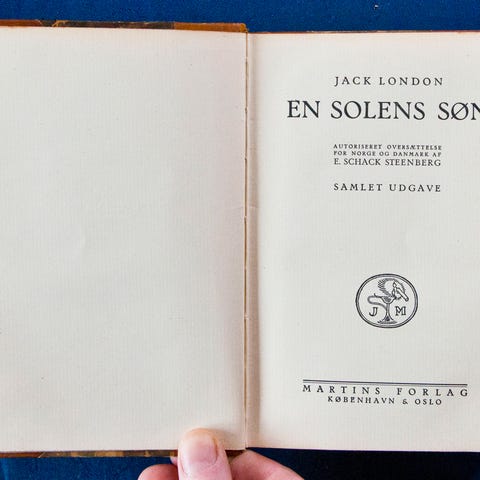 JACK LONDON
EN SOLENS SØN
AUTORISERET OVERSÆTTELSE
FOR NORGE OG DANMARK AF
E. SCHACK STEENBERG
SAMLET UDGAVE
J M
MARTINS FORLAG
KØBENHAVN & OSLO